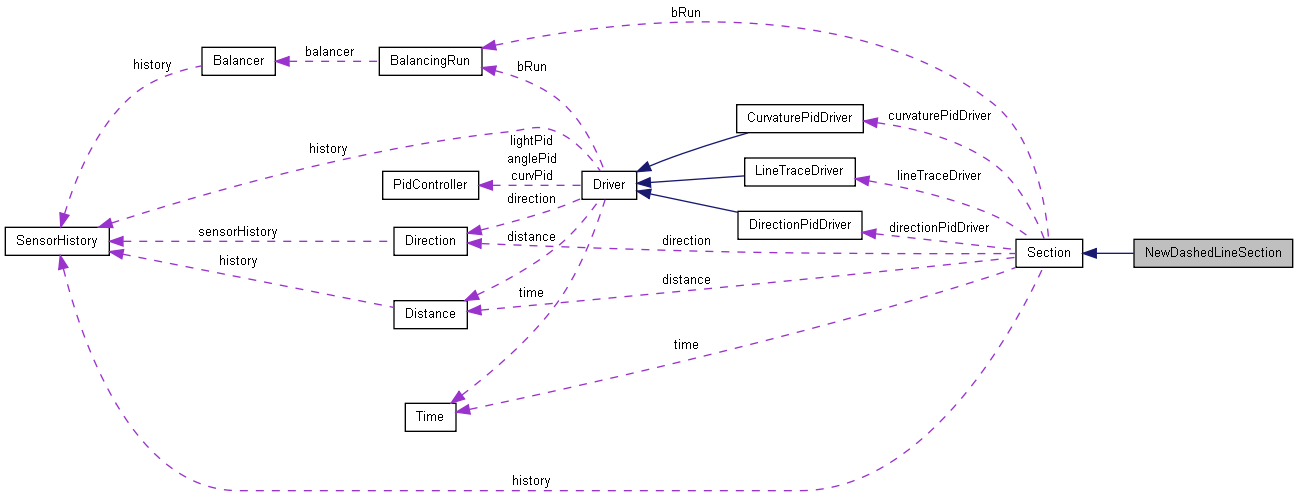 bRun
Balancer
balancer
BalancingRun
history
bRun
CurvaturePidDriver
curvaturePidDriver
lightPid
history
anglePid
LineTraceDriver
lineTraceDriver
curvPid
PidController
Driver
direction
DirectionPidDriver
directionPidDriver
SensorHistory
sensorHistory
Direction
distance
direction
Section
NewDashedLineSection
history
distance
time
Distance
time
Time
history